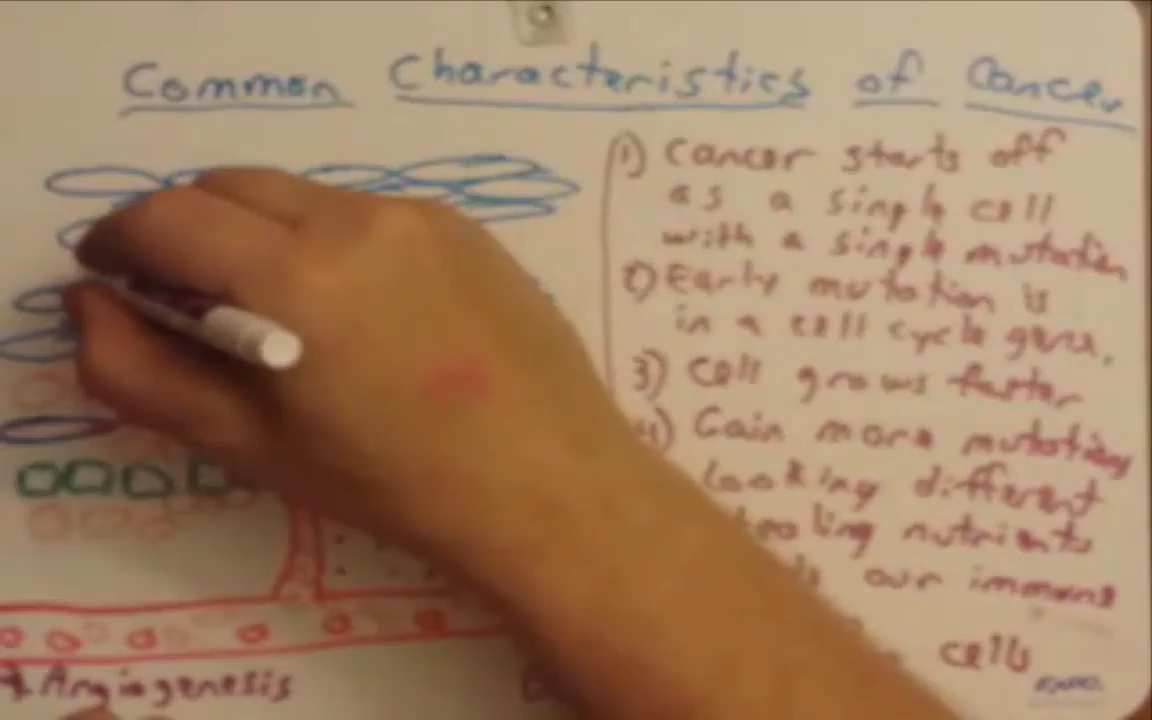 Common Characteristics of Cancer
1) Cancer starts off
as a single cell
with a single mutation
2) Early mutation is
in a cell cycle gene.
3) Cell grows faster
4) Gain more mutations
Looking different
nutrients
our immune
cells
Angiogenesis